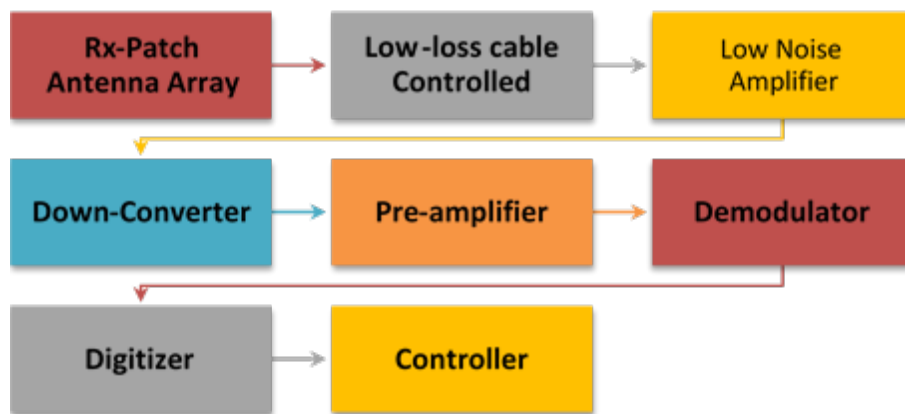 Rx-Patch
Antenna Array
Low-loss cable
Controlled
Low Noise
Amplifier
Down-Converter
Pre-amplifier
Demodulator
Digitizer
Controller